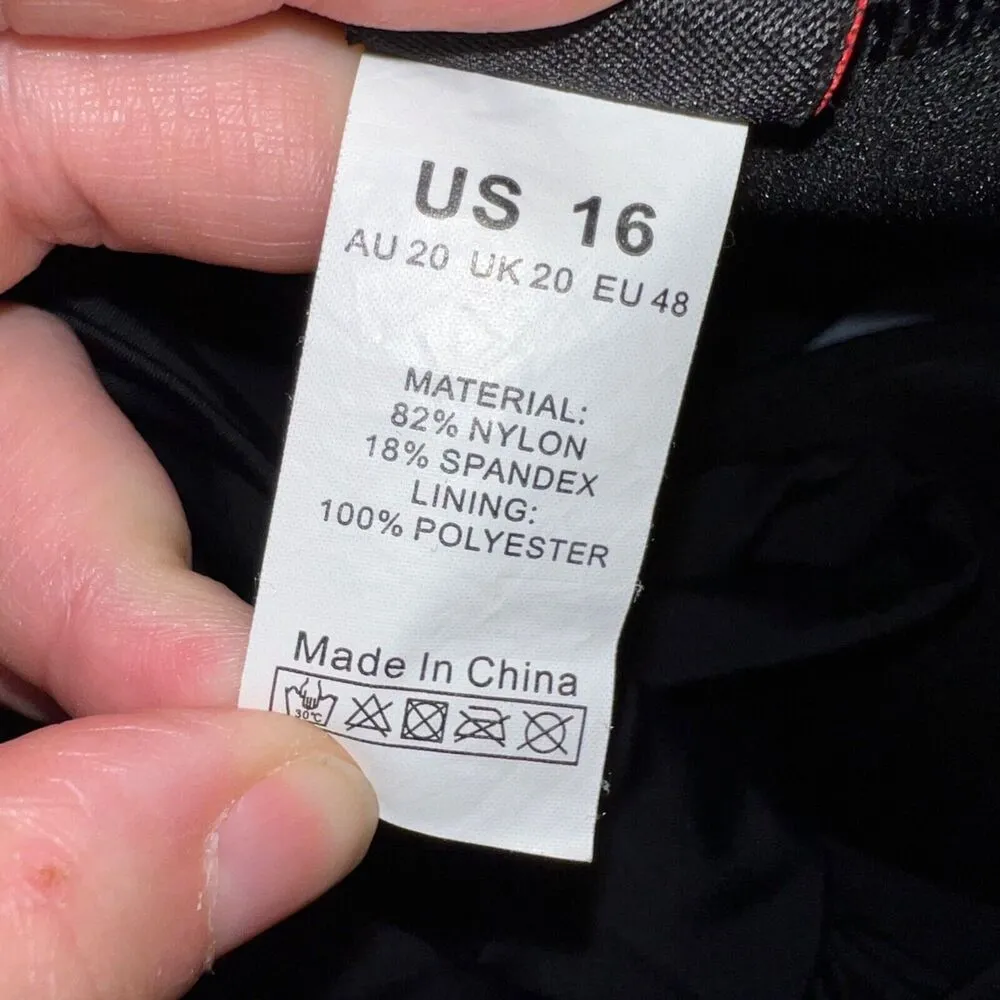 US 16
AU 20 UK 20 EU 48
MATERIAL:
82% NYLON
18% SPANDEX
LINING:
100% POLYESTER
Made In China
30°C